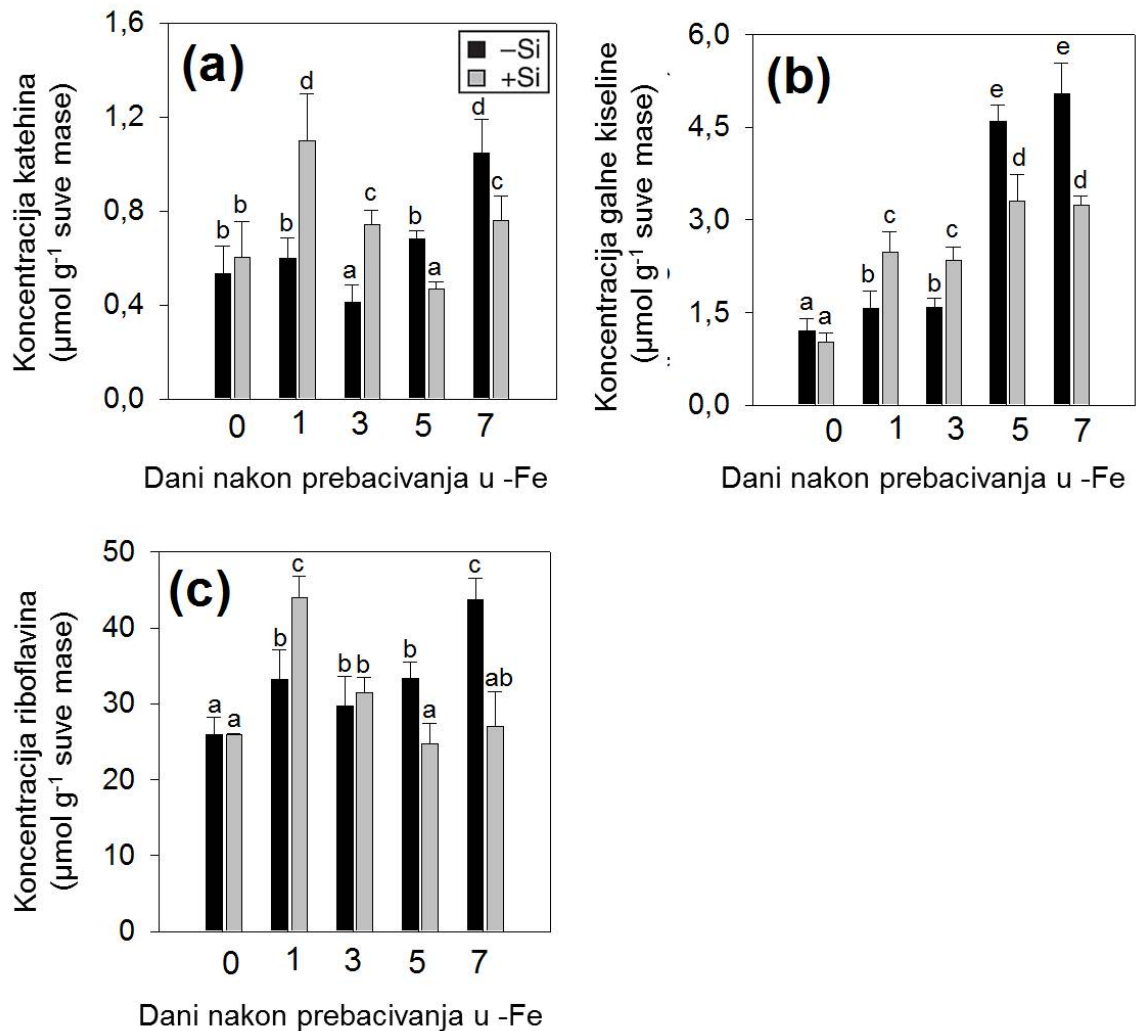 Koncentracija katehina
(µmol g⁻¹ suve mase)
1,6
1,2
0,8
0,4
0,0
(a)
–Si
+Si
b
b
b
d
a
c
b
a
d
c
0 1 3 5 7
Dani nakon prebacivanja u -Fe
Koncentracija galne kiseline
(µmol g⁻¹ suve mase)
6,0
4,5
3,0
1,5
0,0
(b)
a
a
b
c
b
c
e
d
e
d
0 1 3 5 7
Dani nakon prebacivanja u -Fe
Koncentracija riboflavina
(µmol g⁻¹ suve mase)
50
40
30
20
10
0
(c)
a
a
b
c
b
b
b
a
c
ab
0 1 3 5 7
Dani nakon prebacivanja u -Fe